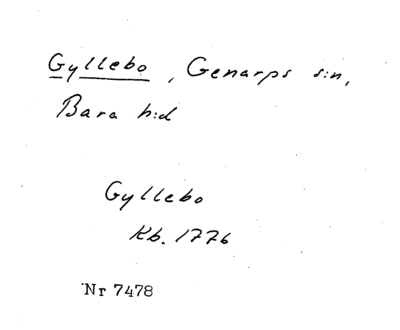 Gyllebo, Genarps s:n,
Bara h:d
Gyllebo
Kb. 1776
Nr 7478